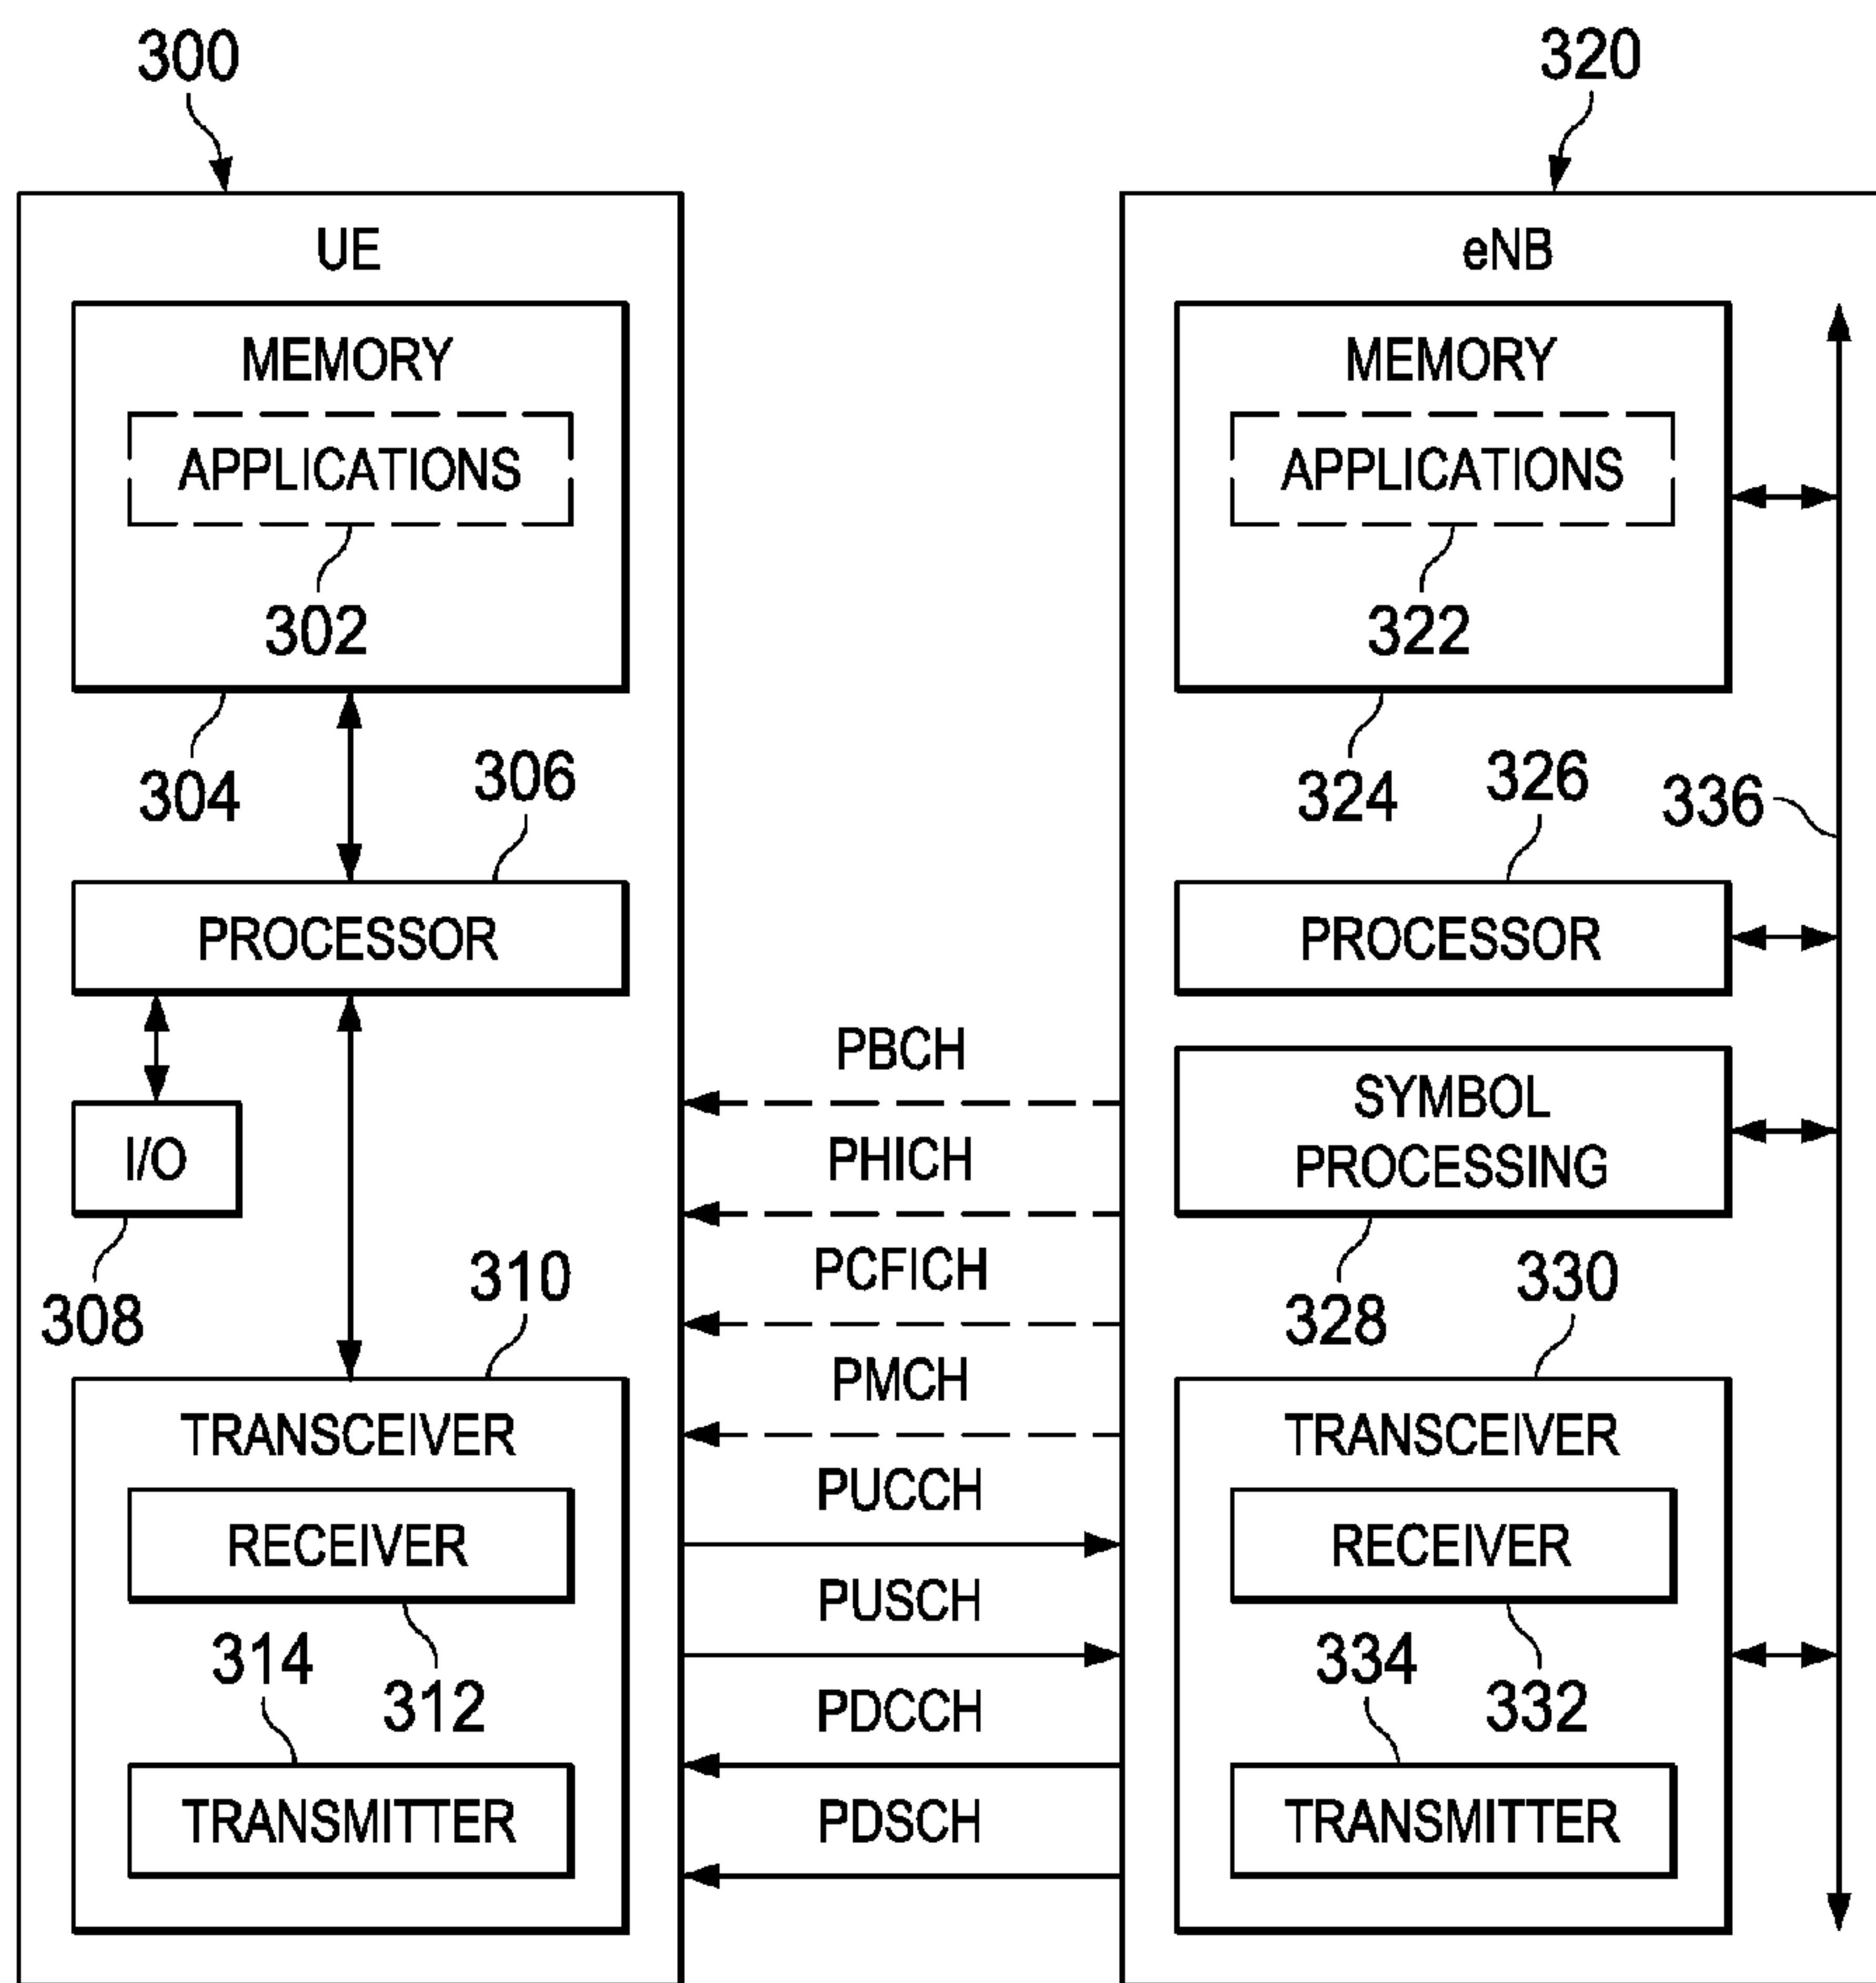 300
UE
MEMORY
APPLICATIONS
302
304
306
PROCESSOR
I/O
308
310
TRANSCEIVER
RECEIVER
312
314
TRANSMITTER
PBCH
PHICH
PCFICH
PMCH
PUCCH
PUSCH
PDCCH
PDSCH
320
eNB
MEMORY
APPLICATIONS
322
324
326
336
PROCESSOR
SYMBOL
PROCESSING
328
330
TRANSCEIVER
RECEIVER
332
334
TRANSMITTER